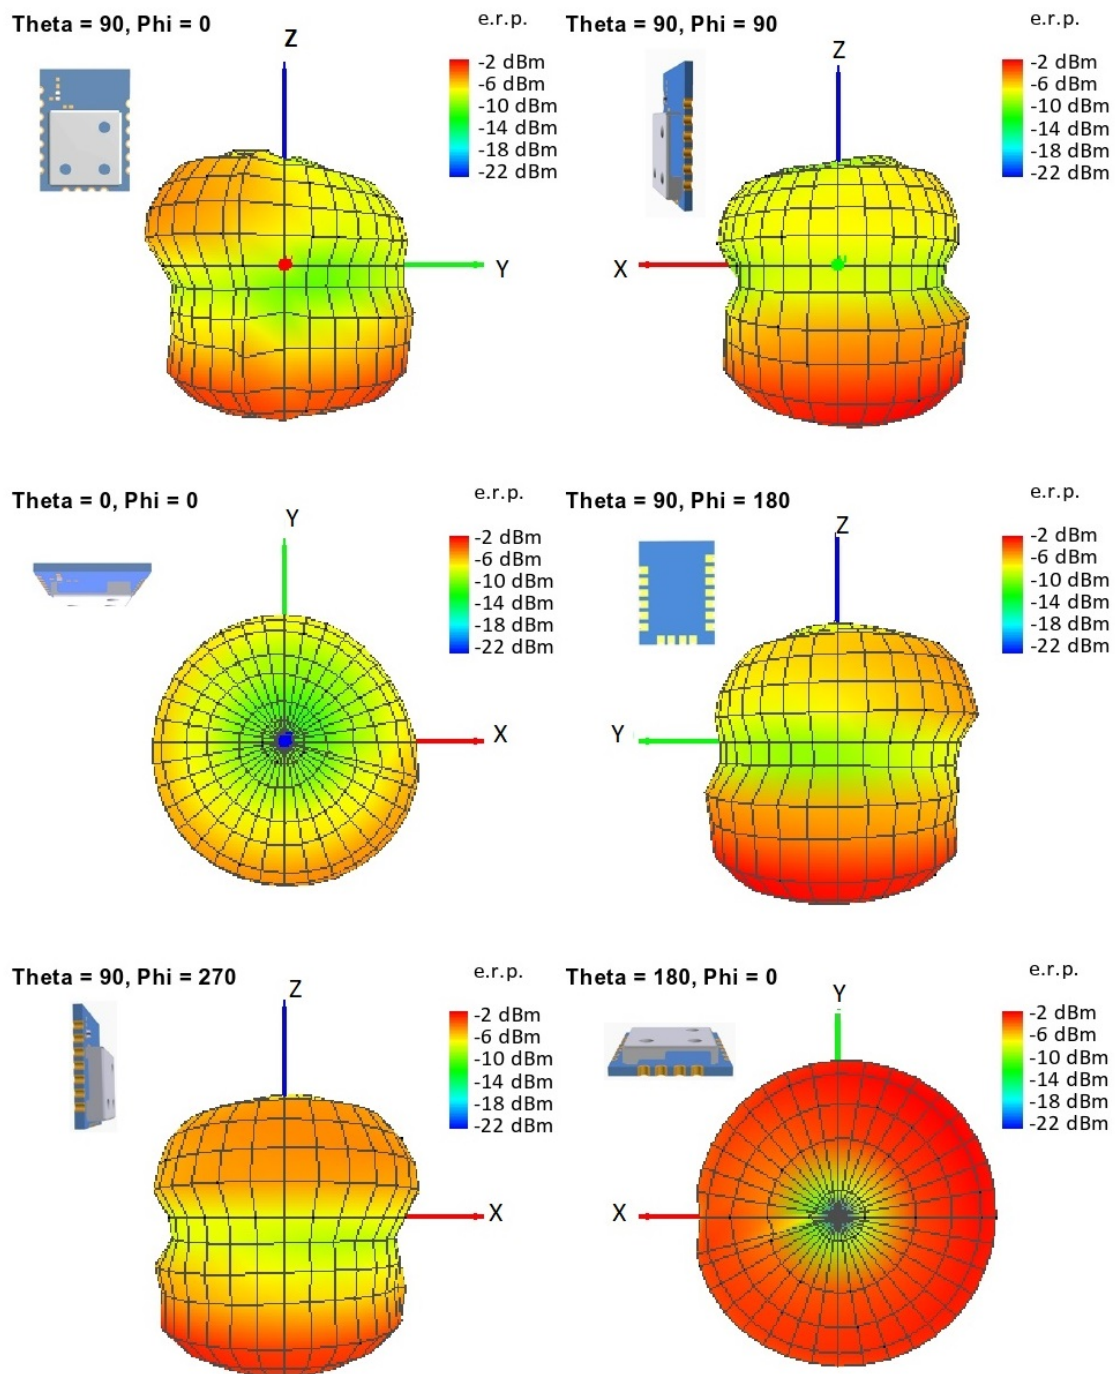 Theta = 90, Phi = 0
e.r.p.
Z
-2 dBm
-6 dBm
-10 dBm
-14 dBm
-18 dBm
-22 dBm
Y
Theta = 90, Phi = 90
e.r.p.
Z
-2 dBm
-6 dBm
-10 dBm
-14 dBm
-18 dBm
-22 dBm
X
Theta = 0, Phi = 0
e.r.p.
Y
-2 dBm
-6 dBm
-10 dBm
-14 dBm
-18 dBm
-22 dBm
X
Theta = 90, Phi = 180
e.r.p.
Z
-2 dBm
-6 dBm
-10 dBm
-14 dBm
-18 dBm
-22 dBm
Y
Theta = 90, Phi = 270
e.r.p.
Z
-2 dBm
-6 dBm
-10 dBm
-14 dBm
-18 dBm
-22 dBm
X
Theta = 180, Phi = 0
e.r.p.
Y
-2 dBm
-6 dBm
-10 dBm
-14 dBm
-18 dBm
-22 dBm
X